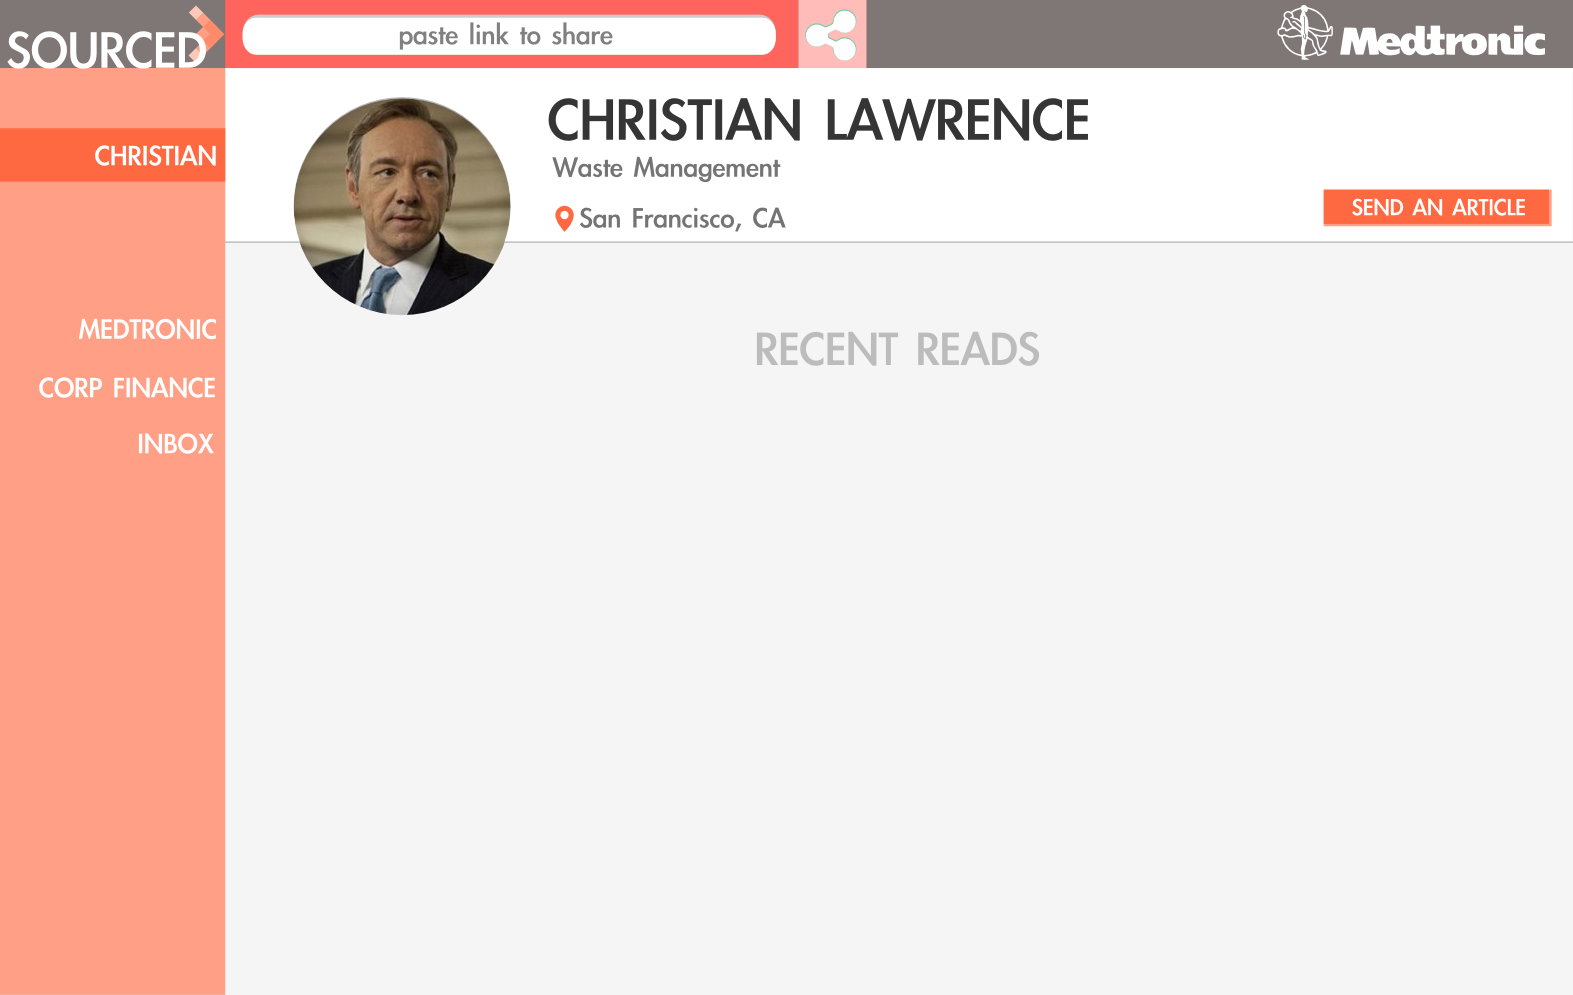 SOURCED
paste link to share
Medtronic
CHRISTIAN
CHRISTIAN LAWRENCE
Waste Management
San Francisco, CA
SEND AN ARTICLE
MEDTRONIC
CORP FINANCE
INBOX
RECENT READS